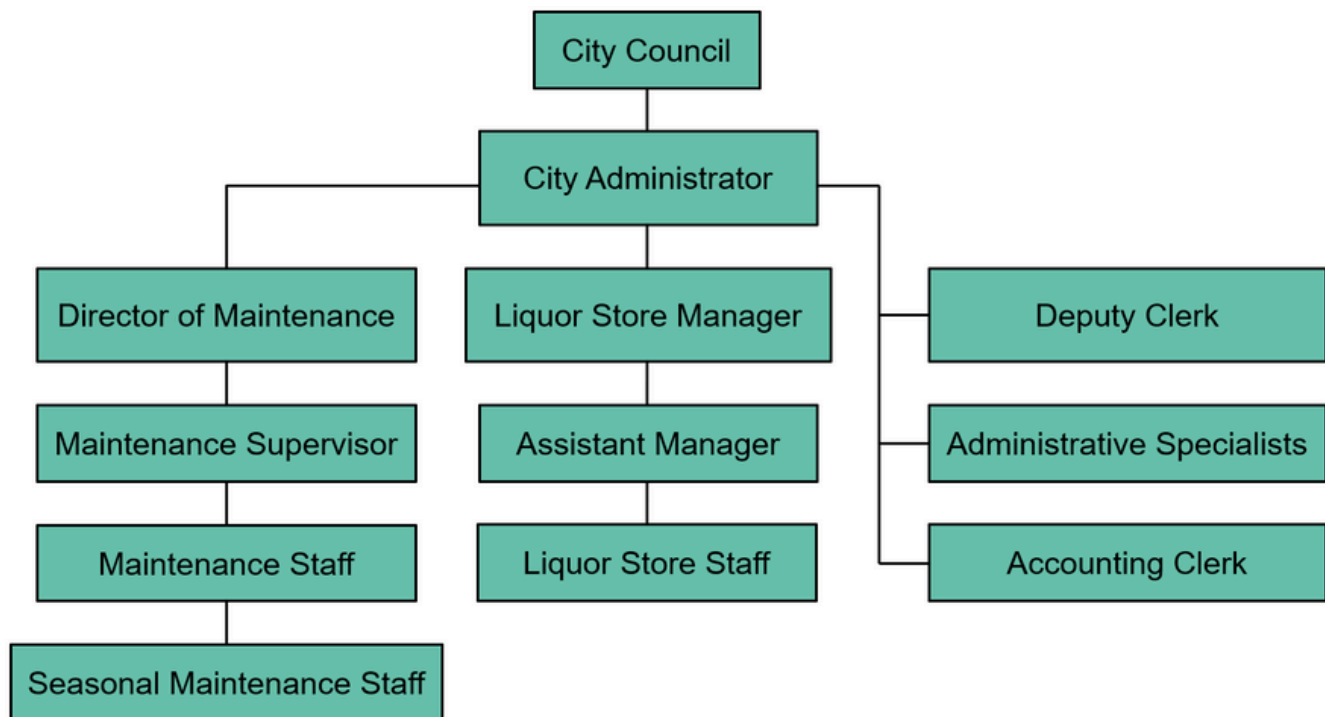 City Council
City Administrator
Director of Maintenance
Liquor Store Manager
Deputy Clerk
Maintenance Supervisor
Assistant Manager
Administrative Specialists
Maintenance Staff
Liquor Store Staff
Accounting Clerk
Seasonal Maintenance Staff